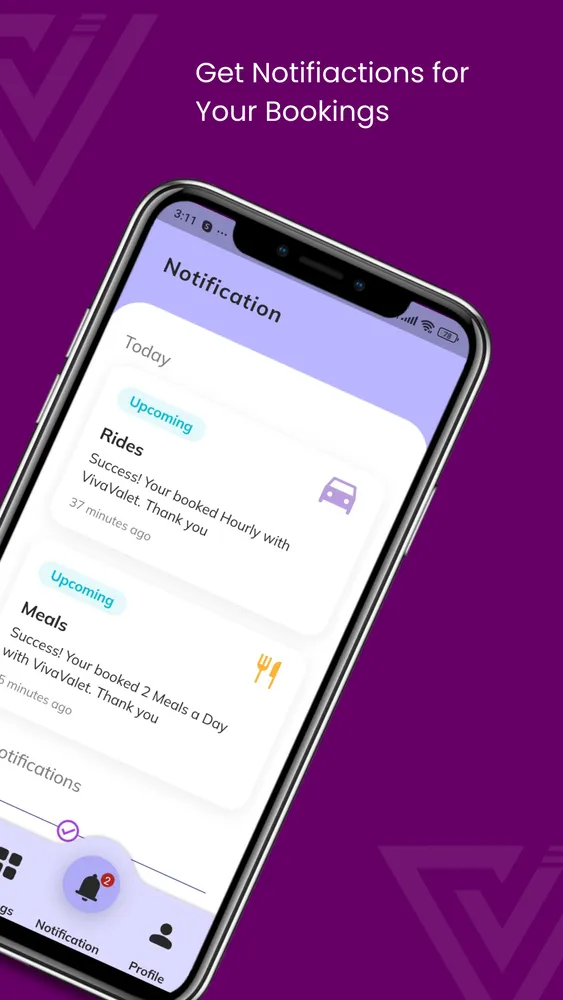 Get Notifiactions for
Your Bookings
3:11
78
Notification
Today
Upcoming
Rides
Success! Your booked Hourly with
VivaValet. Thank you
37 minutes ago
Upcoming
Meals
Success! Your booked 2 Meals a Day
with VivaValet. Thank you
5 minutes ago
otifications
2
gs
Notification
Profile